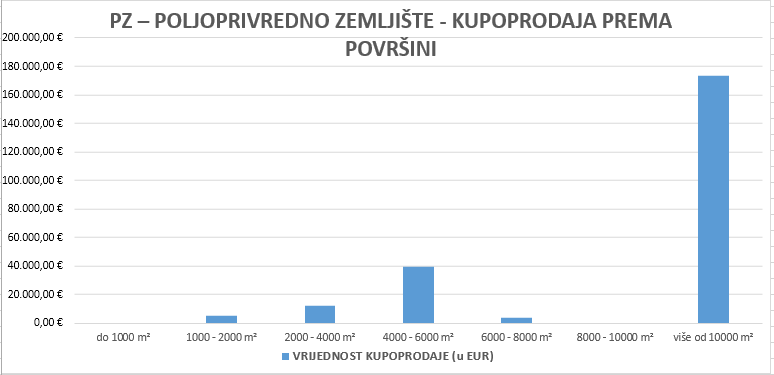 PZ – POLJOPRIVREDNO ZEMLJIŠTE - KUPOPRODAJA PREMA
POVRŠINI
200.000,00 €
180.000,00 €
160.000,00 €
140.000,00 €
120.000,00 €
100.000,00 €
80.000,00 €
60.000,00 €
40.000,00 €
20.000,00 €
0,00 €
do 1000 m² 1000 - 2000 m² 2000 - 4000 m² 4000 - 6000 m² 6000 - 8000 m² 8000 - 10000 m² više od 10000 m²
VRIJEDNOST KUPOPRODAJE (u EUR)